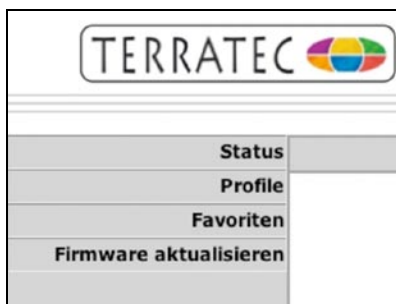 TERRATEC
Status
Profile
Favoriten
Firmware aktualisieren